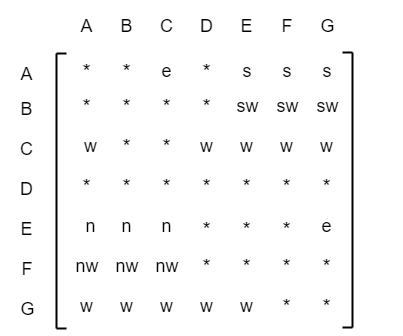 A B C D E F G
A * * e * s s s
B * * * * sw sw sw
C w * * w w w w
D * * * * * * *
E n n n * * * e
F nw nw nw * * * *
G w w w w w * *